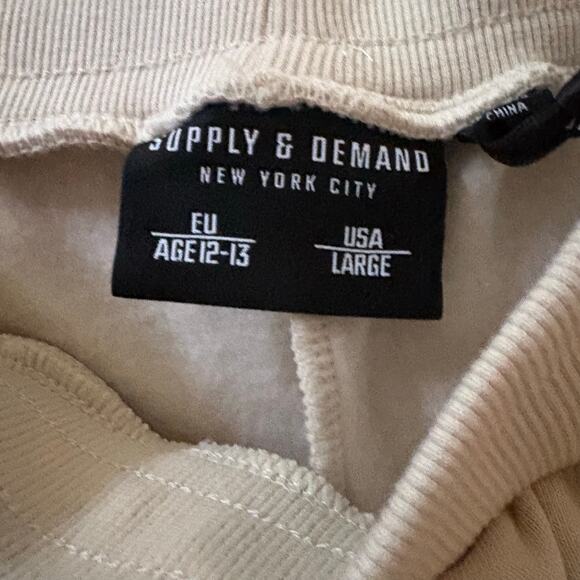 SUPPLY & DEMAND
NEW YORK CITY
EU
AGE 12-13
USA
LARGE
CHINA